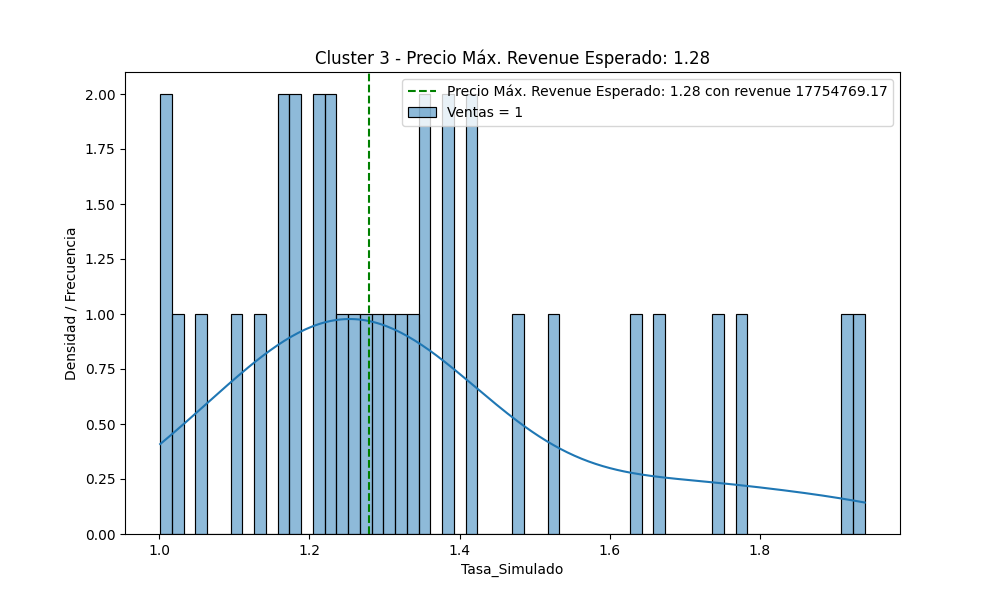 Cluster 3 - Precio Máx. Revenue Esperado: 1.28
Precio Máx. Revenue Esperado: 1.28 con revenue 17754769.17
Ventas = 1
Densidad / Frecuencia
2.00
1.75
1.50
1.25
1.00
0.75
0.50
0.25
0.00
1.0
1.2
1.4
1.6
1.8
Tasa_Simulado